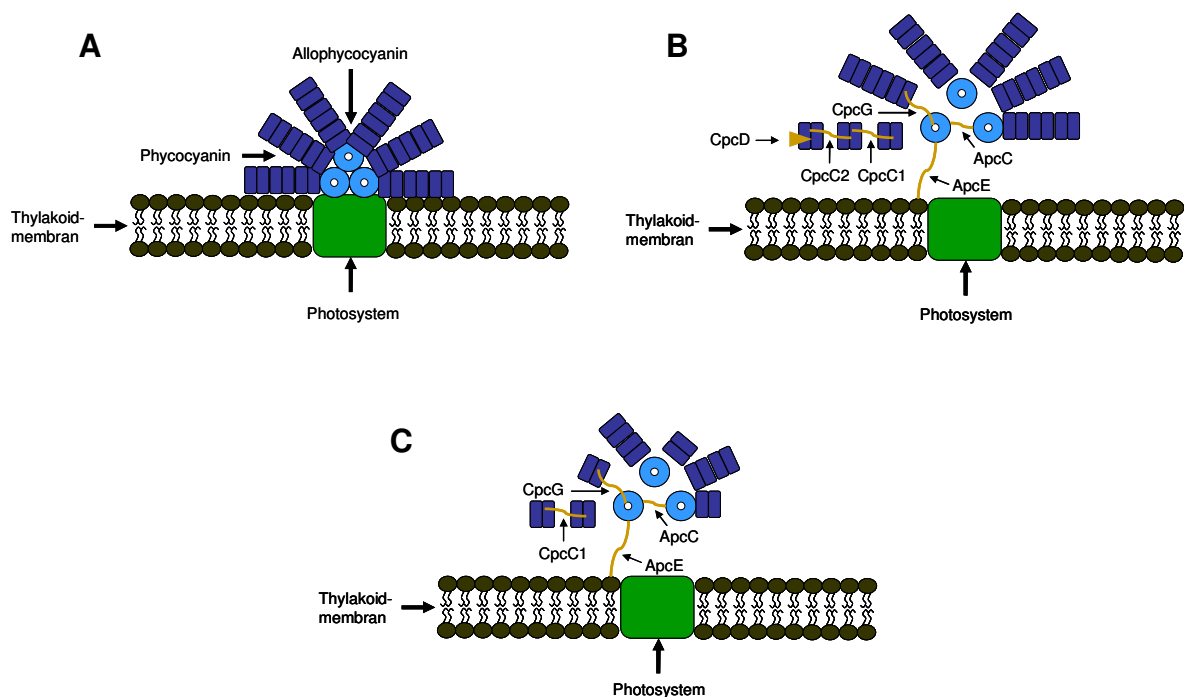 A
Allophycocyanin
Phycocyanin
Thylakoid-
membran
Photosystem
B
CpcG
CpcD
CpcC2
CpcC1
ApcC
ApcE
Thylakoid-
membran
Photosystem
C
CpcG
CpcC1
ApcC
ApcE
Thylakoid-
membran
Photosystem